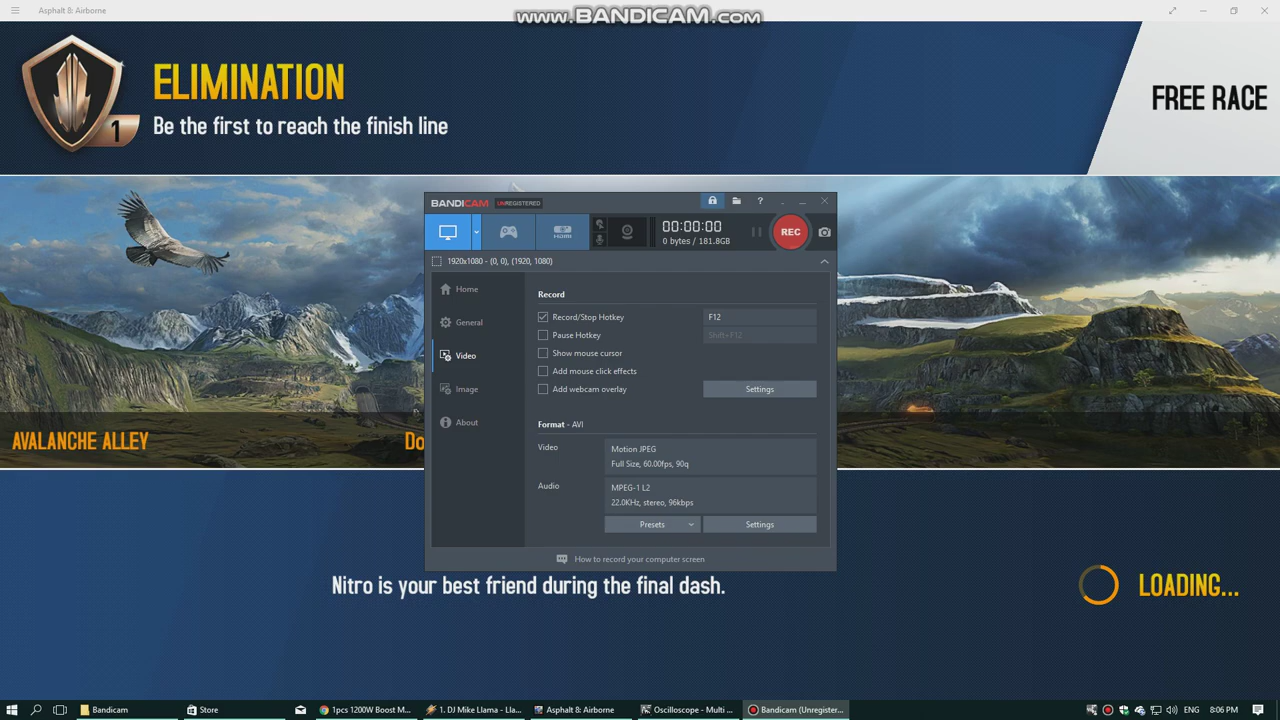 Asphalt 8: Airborne
www.BANDICAM.com
ELIMINATION
Be the first to reach the finish line
1
FREE RACE
BANDICAM UNREGISTERED
?
HDMI
00:00:00
0 bytes / 181.8GB
REC
1920x1080 - (0, 0), (1920, 1080)
Home
General
Video
Image
About
Record
Record/Stop Hotkey
F12
Pause Hotkey
Shift+F12
Show mouse cursor
Add mouse click effects
Add webcam overlay
Settings
Format - AVI
Video
Motion JPEG
Full Size, 60.00fps, 90q
Audio
MPEG-1 L2
22.0KHz, stereo, 96kbps
Presets
Settings
How to record your computer screen
AVALANCHE ALLEY
Do
Nitro is your best friend during the final dash.
LOADING...
Bandicam
Store
1pcs 1200W Boost M...
1. DJ Mike Llama - Lla...
Asphalt 8: Airborne
Oscilloscope - Multi ...
Bandicam (Unregister...
ENG
8:06 PM